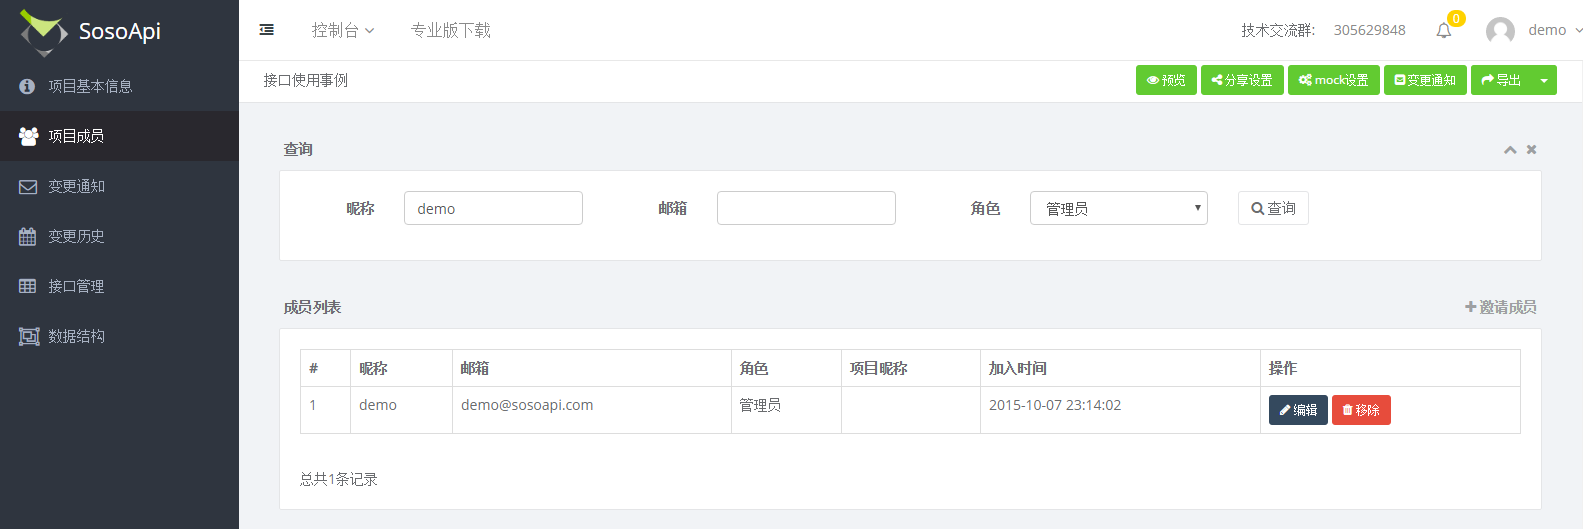 SosoApi
控制台
专业版下载
技术交流群:
305629848
0
demo
项目基本信息
项目成员
变更通知
变更历史
接口管理
数据结构
接口使用事例
预览
分享设置
mock设置
变更通知
导出
查询
昵称
demo
邮箱
角色
管理员
查询
成员列表
邀请成员
# 昵称 邮箱 角色 项目昵称 加入时间 操作
1 demo demo@sosoapi.com 管理员 2015-10-07 23:14:02 编辑 移除
总共1条记录